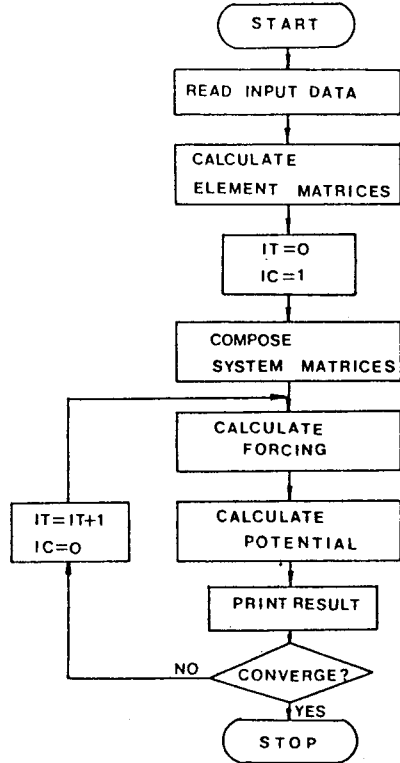 START
READ INPUT DATA
CALCULATE
ELEMENT MATRICES
IT=0
IC=1
COMPOSE
SYSTEM MATRICES
CALCULATE
FORCING
IT=IT+1
IC=0
CALCULATE
POTENTIAL
PRINT RESULT
NO
CONVERGE?
YES
STOP